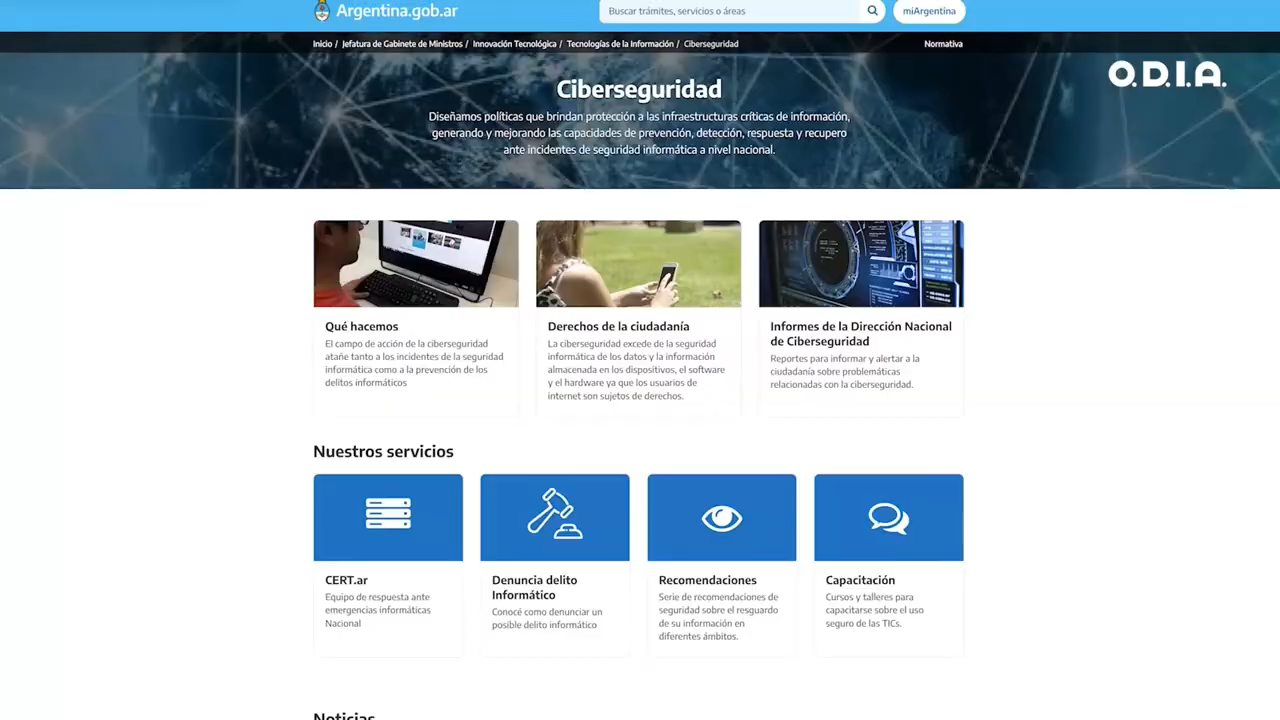 Argentina.gob.ar
Buscar trámites, servicios o áreas
miArgentina
Inicio / Jefatura de Gabinete de Ministros / Innovación Tecnológica / Tecnologías de la Información / Ciberseguridad
Normativa
O.D.I.A.
Ciberseguridad
Diseñamos políticas que brindan protección a las infraestructuras críticas de información,
generando y mejorando las capacidades de prevención, detección, respuesta y recupero
ante incidentes de seguridad informática a nivel nacional.
Qué hacemos
El campo de acción de la ciberseguridad
atañe tanto a los incidentes de la seguridad
informática como a la prevención de los
delitos informáticos
Derechos de la ciudadanía
La ciberseguridad excede de la seguridad
informática de los datos y la información
almacenada en los dispositivos, el software
y el hardware ya que los usuarios de
internet son sujetos de derechos.
Informes de la Dirección Nacional
de Ciberseguridad
Reportes para informar y alertar a la
ciudadanía sobre problemáticas
relacionadas con la ciberseguridad.
Nuestros servicios
CERT.ar
Equipo de respuesta ante
emergencias informáticas
Nacional
Denuncia delito
Informático
Conocé como denunciar un
posible delito informático
Recomendaciones
Serie de recomendaciones de
seguridad sobre el resguardo
de su información en
diferentes ámbitos.
Capacitación
Cursos y talleres para
capacitarse sobre el uso
seguro de las TICs.
Noticias